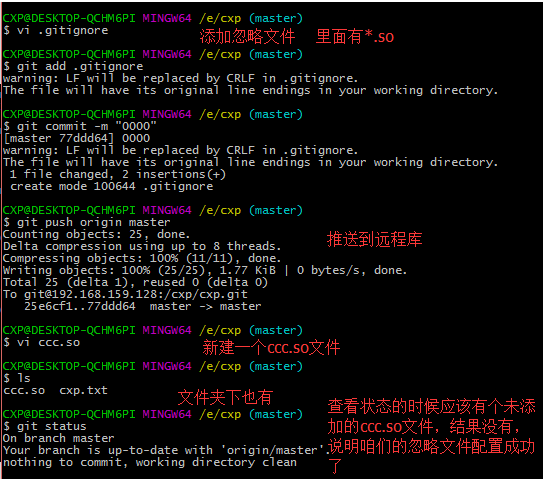 CXP@DESKTOP-QCHM6PI MINGW64 /e/cxp (master)
$ vi .gitignore 添加忽略文件 里面有*.so
CXP@DESKTOP-QCHM6PI MINGW64 /e/cxp (master)
$ git add .gitignore
warning: LF will be replaced by CRLF in .gitignore.
The file will have its original line endings in your working directory.
CXP@DESKTOP-QCHM6PI MINGW64 /e/cxp (master)
$ git commit -m "0000"
[master 77ddd64] 0000
warning: LF will be replaced by CRLF in .gitignore.
The file will have its original line endings in your working directory.
1 file changed, 2 insertions(+)
create mode 100644 .gitignore
CXP@DESKTOP-QCHM6PI MINGW64 /e/cxp (master)
$ git push origin master
Counting objects: 25, done.
推送到远程库
Delta compression using up to 8 threads.
Compressing objects: 100% (11/11), done.
Writing objects: 100% (25/25), 1.77 KiB | 0 bytes/s, done.
Total 25 (delta 1), reused 0 (delta 0)
To git@192.168.159.128:/cxp/cxp.git
25e6cf1..77ddd64 master -> master
CXP@DESKTOP-QCHM6PI MINGW64 /e/cxp (master)
$ vi ccc.so 新建一个ccc.so文件
CXP@DESKTOP-QCHM6PI MINGW64 /e/cxp (master)
$ ls
ccc.so cxp.txt 文件夹下也有
CXP@DESKTOP-QCHM6PI MINGW64 /e/cxp (master)
$ git status
On branch master
Your branch is up-to-date with 'origin/master'.
nothing to commit, working directory clean
查看状态的时候应该有个未添
加的ccc.so文件，结果没有，
说明咱们的忽略文件配置成功
了